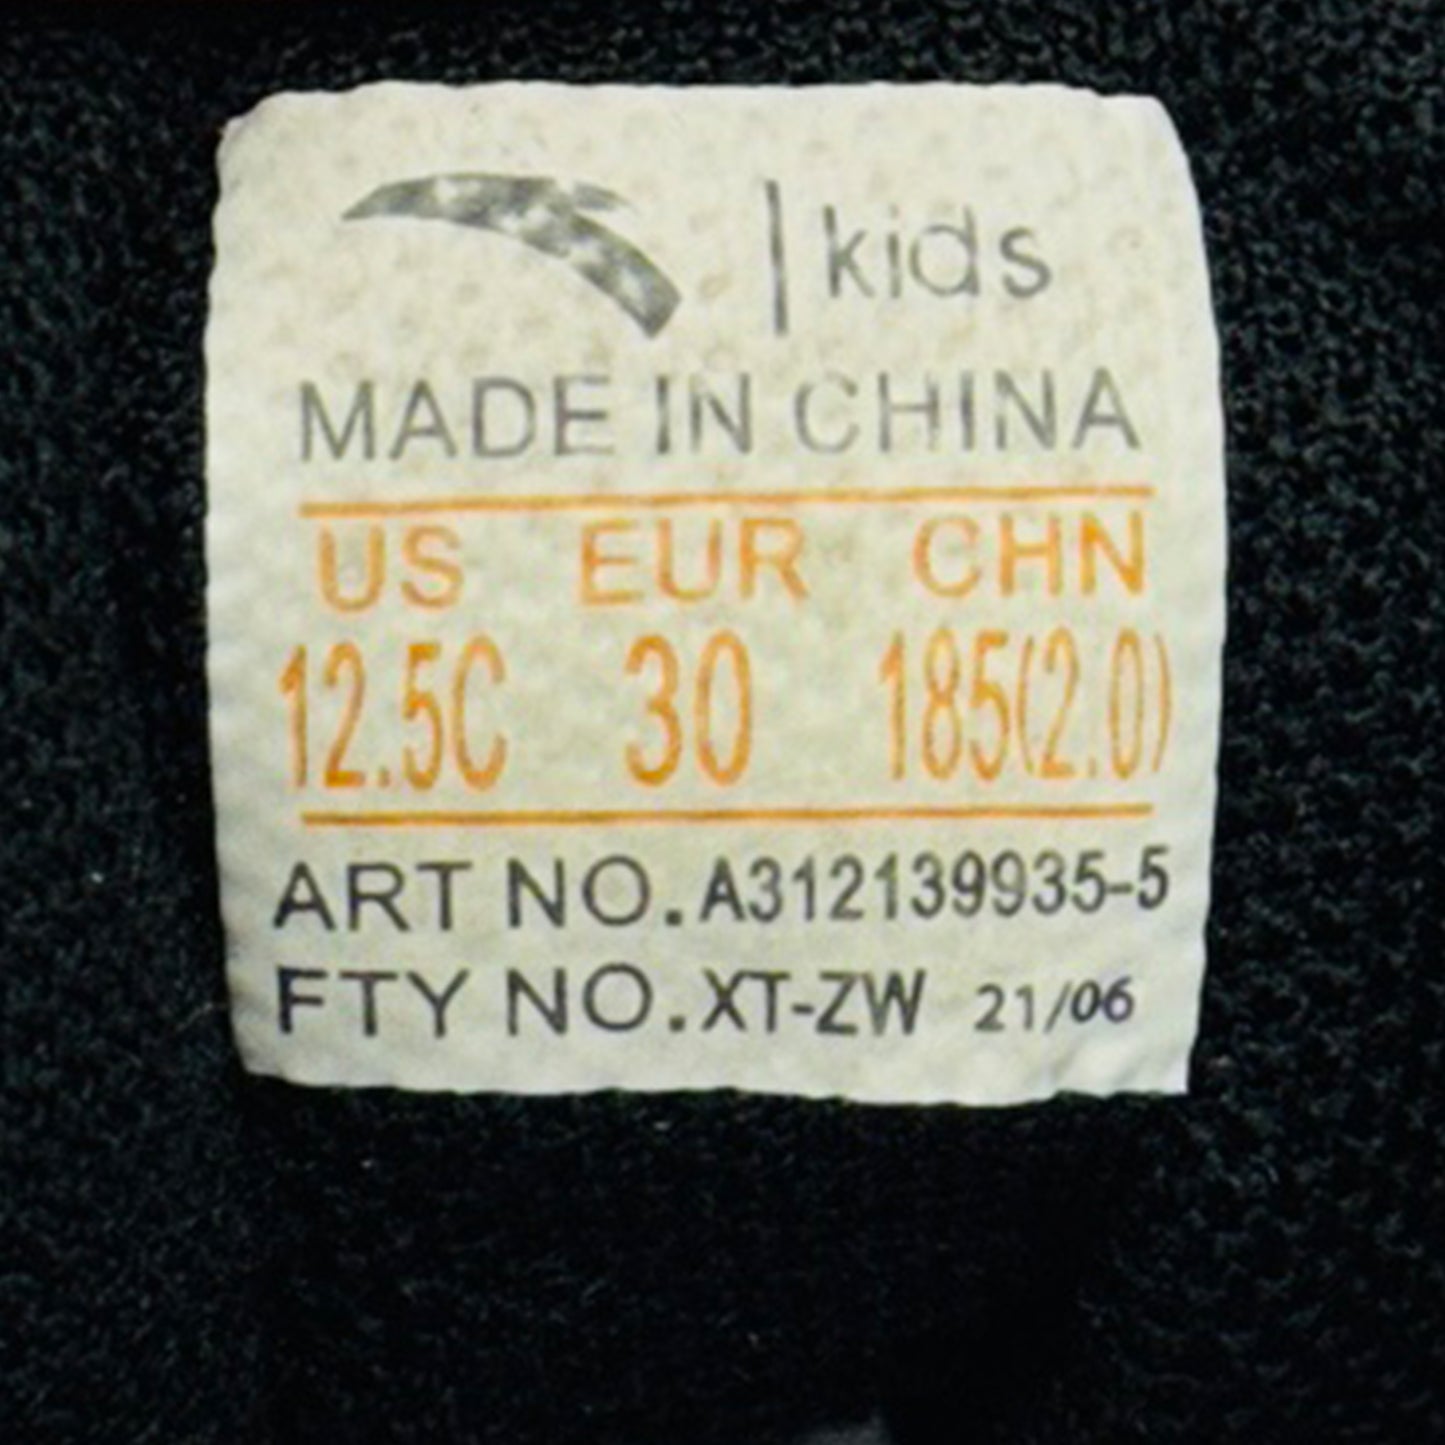 | kids
MADE IN CHINA
US EUR CHN
12.5C 30 185(2.0)
ART NO.A312139935-5
FTY NO.XT-ZW 21/06